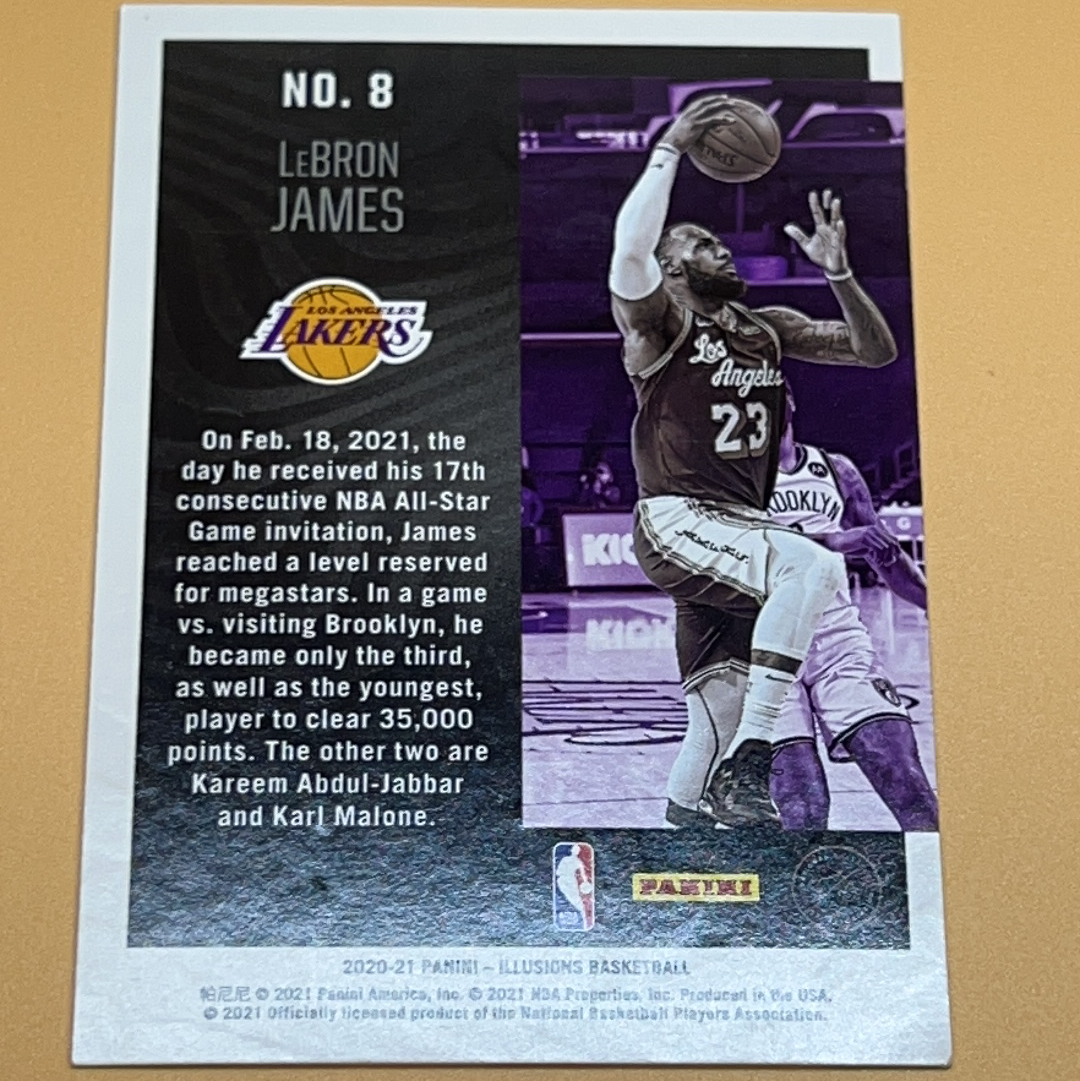 NO. 8
LeBRON
JAMES
LOS ANGELES
LAKERS
On Feb. 18, 2021, the
day he received his 17th
consecutive NBA All-Star
Game invitation, James
reached a level reserved
for megastars. In a game
vs. visiting Brooklyn, he
became only the third,
as well as the youngest,
player to clear 35,000
points. The other two are
Kareem Abdul-Jabbar
and Karl Malone.
Los
Angeles
23
ROOKLYN
KIC
PANINI
2020-21 PANINI – ILLUSIONS BASKETBALL
帕尼尼 © 2021 Panini America, Inc. © 2021 NBA Properties, Inc. Produced in the USA.
© 2021 Officially licensed product of the National Basketball Players Association.